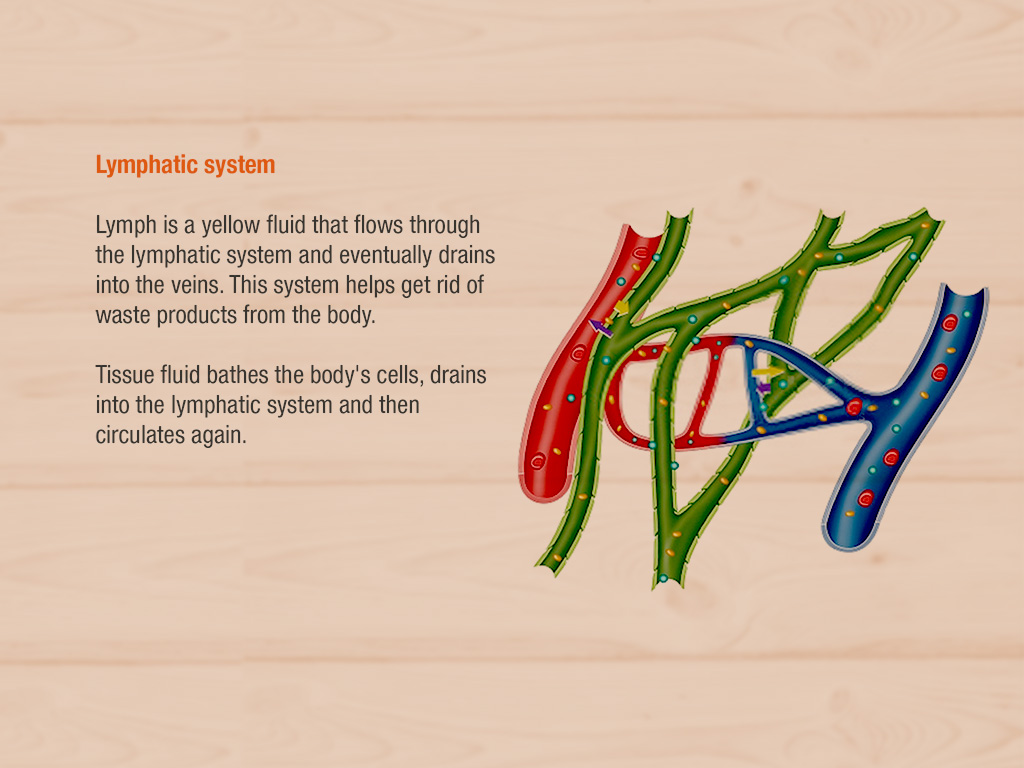 Lymphatic system
Lymph is a yellow fluid that flows through
the lymphatic system and eventually drains
into the veins. This system helps get rid of
waste products from the body.
Tissue fluid bathes the body's cells, drains
into the lymphatic system and then
circulates again.